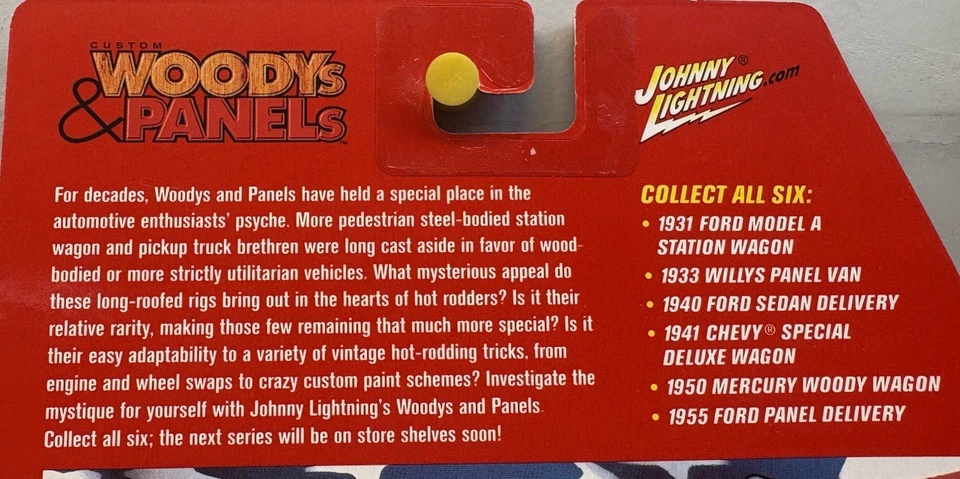 CUSTOM
WOODYs
& PANELs™
JOHNNY®
LIGHTNING.com
For decades, Woodys and Panels have held a special place in the
automotive enthusiasts' psyche. More pedestrian steel-bodied station
wagon and pickup truck brethren were long cast aside in favor of wood-
bodied or more strictly utilitarian vehicles. What mysterious appeal do
these long-roofed rigs bring out in the hearts of hot rodders? Is it their
relative rarity, making those few remaining that much more special? Is it
their easy adaptability to a variety of vintage hot-rodding tricks, from
engine and wheel swaps to crazy custom paint schemes? Investigate the
mystique for yourself with Johnny Lightning's Woodys and Panels.
Collect all six; the next series will be on store shelves soon!
COLLECT ALL SIX:
• 1931 FORD MODEL A
STATION WAGON
• 1933 WILLYS PANEL VAN
• 1940 FORD SEDAN DELIVERY
• 1941 CHEVY® SPECIAL
DELUXE WAGON
• 1950 MERCURY WOODY WAGON
• 1955 FORD PANEL DELIVERY